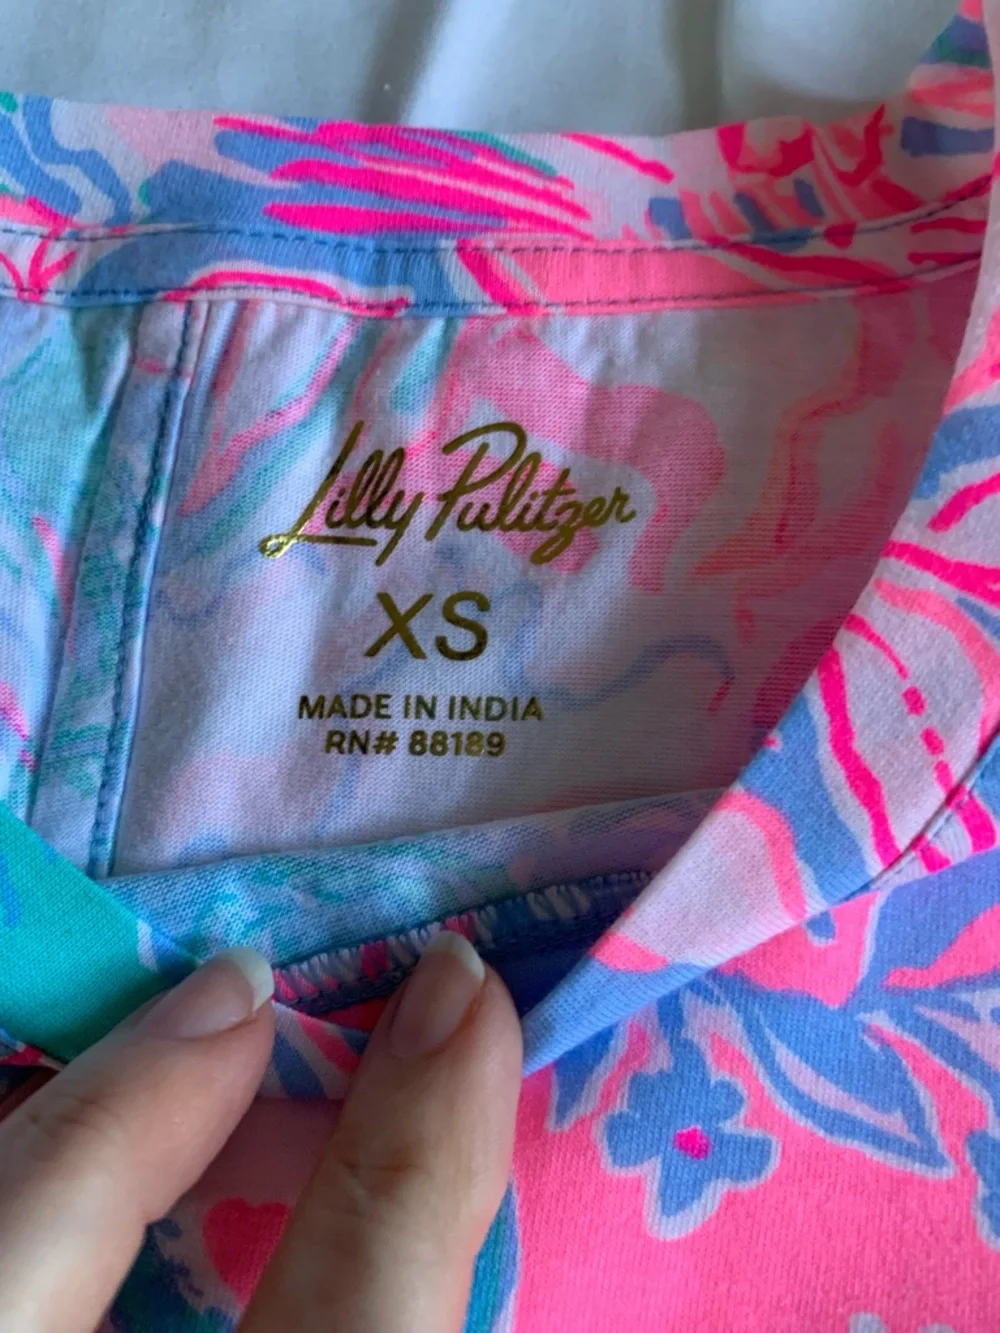 Lilly Pulitzer
XS
MADE IN INDIA
RN# 88189